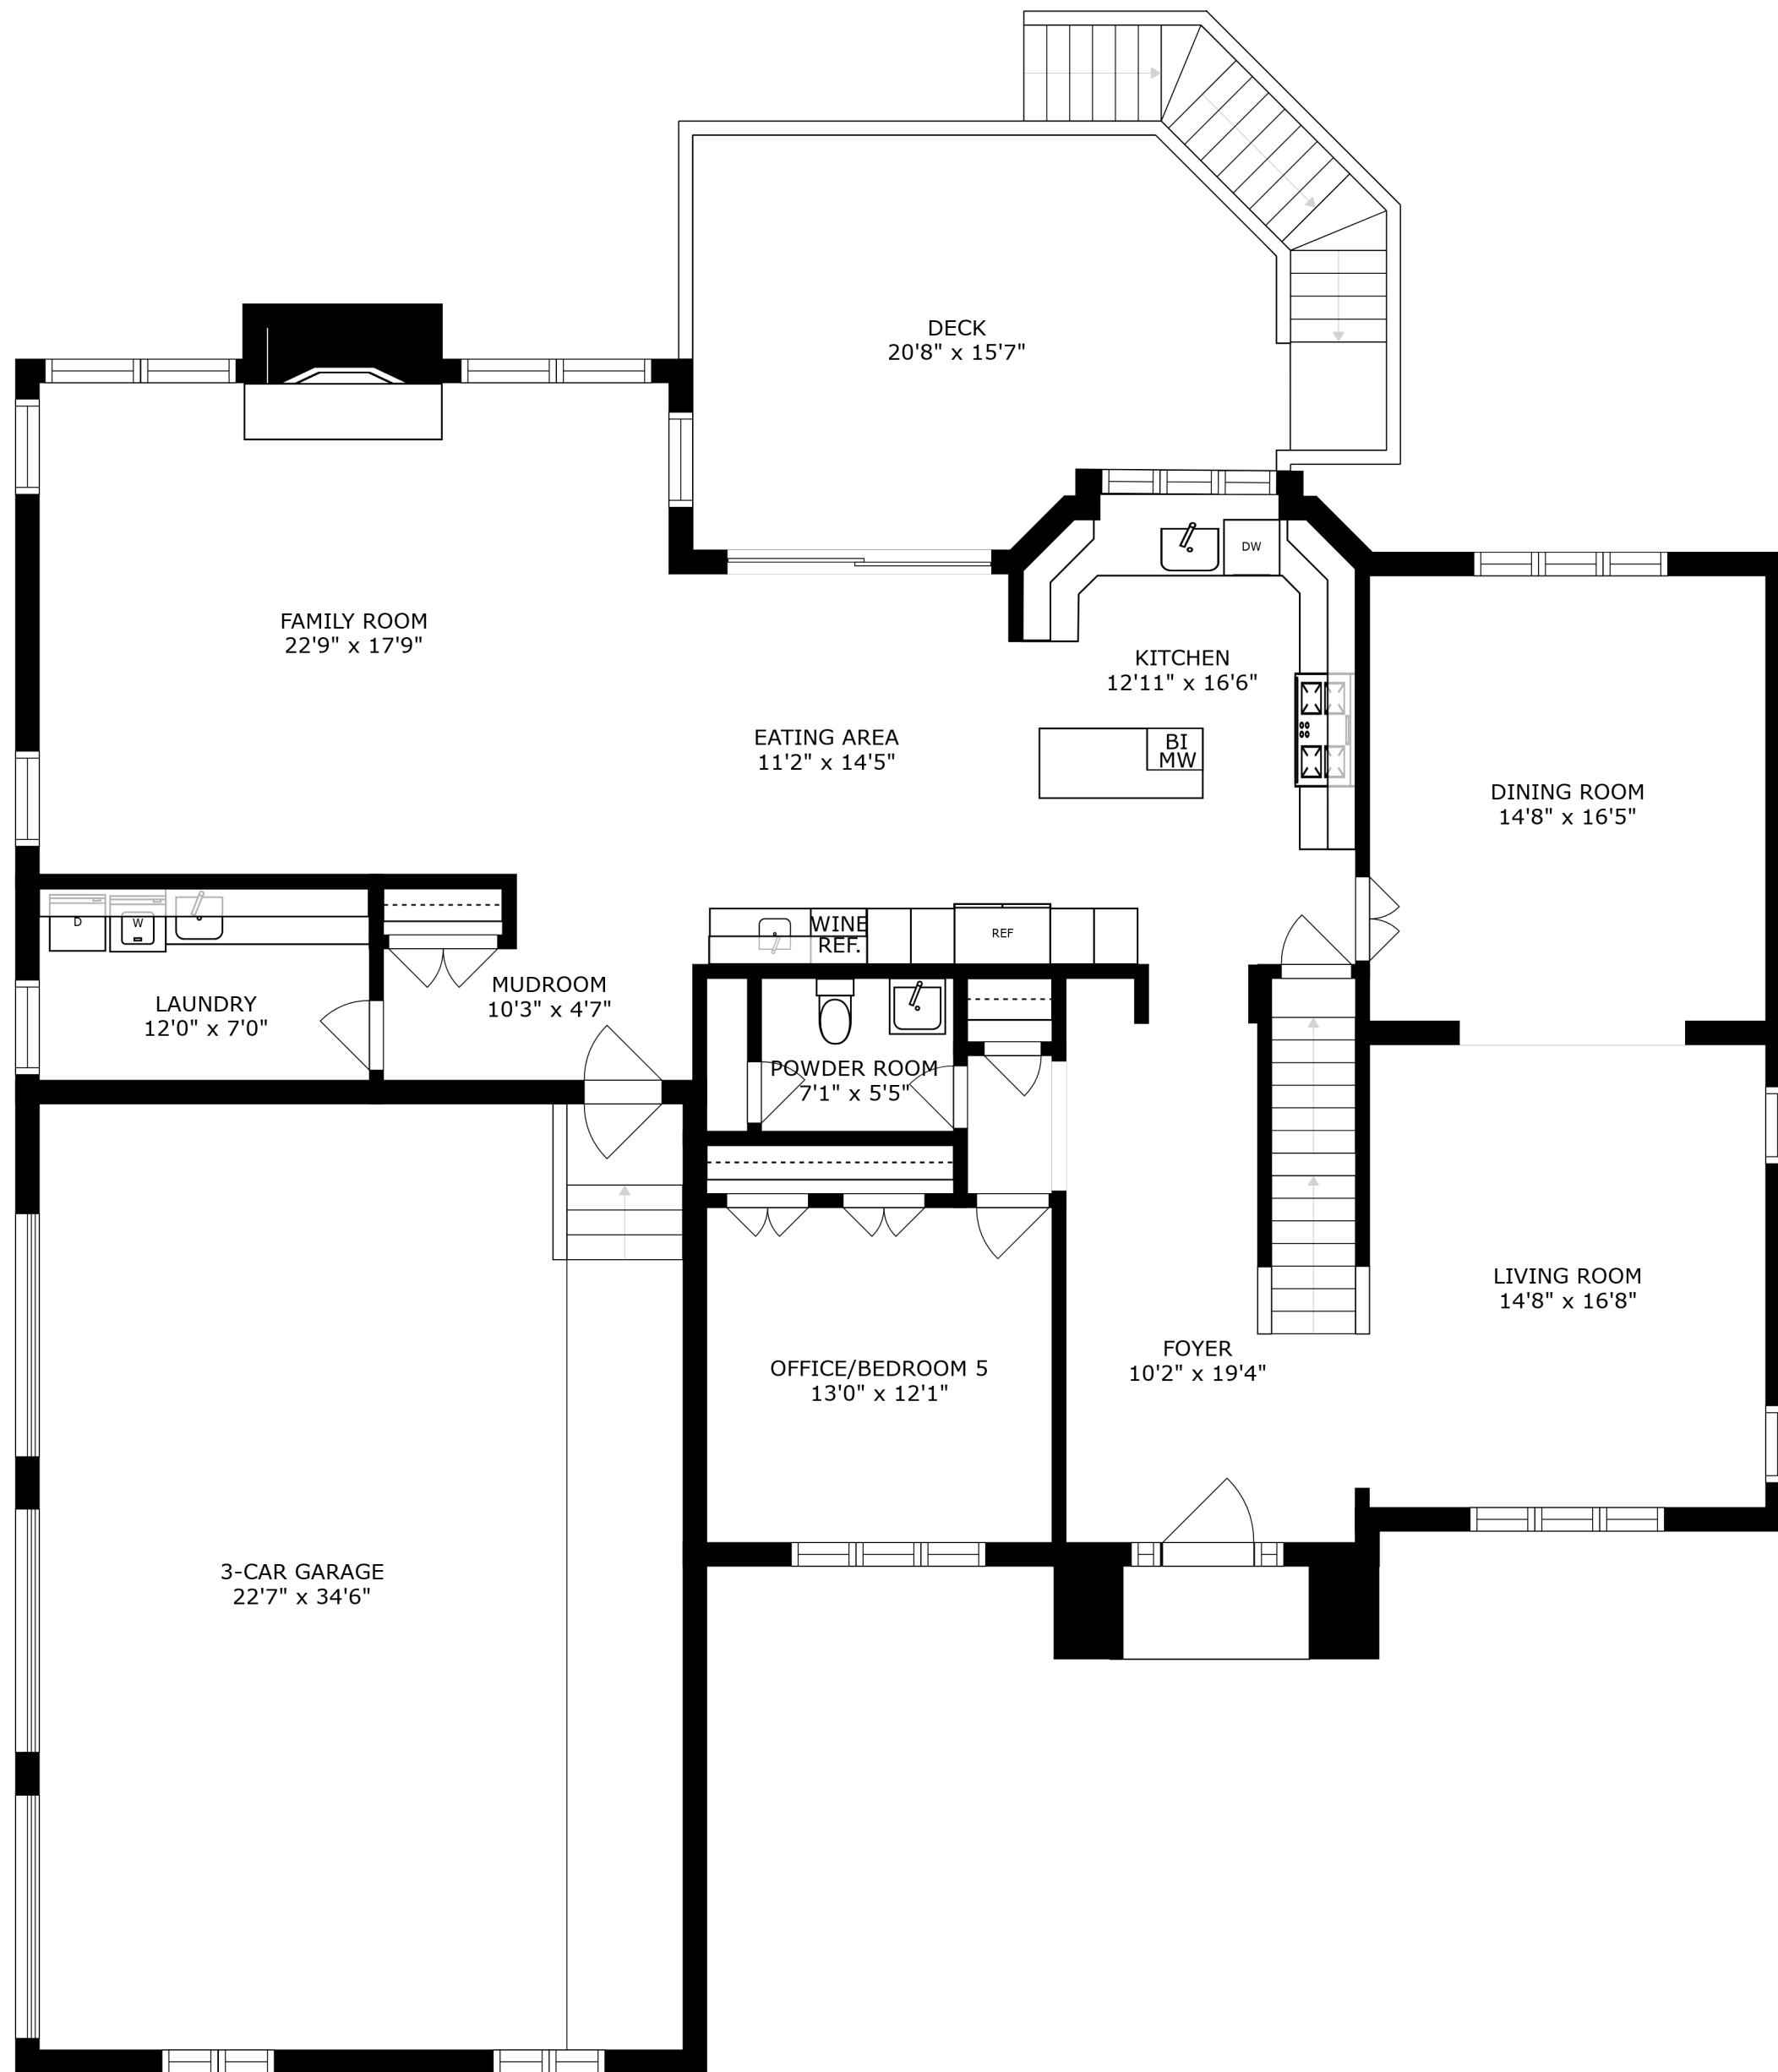 DECK
20'8" x 15'7"
DW
FAMILY ROOM
22'9" x 17'9"
KITCHEN
12'11" x 16'6"
EATING AREA
11'2" x 14'5"
BI
MW
DINING ROOM
14'8" x 16'5"
D
W
WINE
REF.
REF
LAUNDRY
12'0" x 7'0"
MUDROOM
10'3" x 4'7"
POWDER ROOM
7'1" x 5'5"
LIVING ROOM
14'8" x 16'8"
FOYER
10'2" x 19'4"
OFFICE/BEDROOM 5
13'0" x 12'1"
3-CAR GARAGE
22'7" x 34'6"